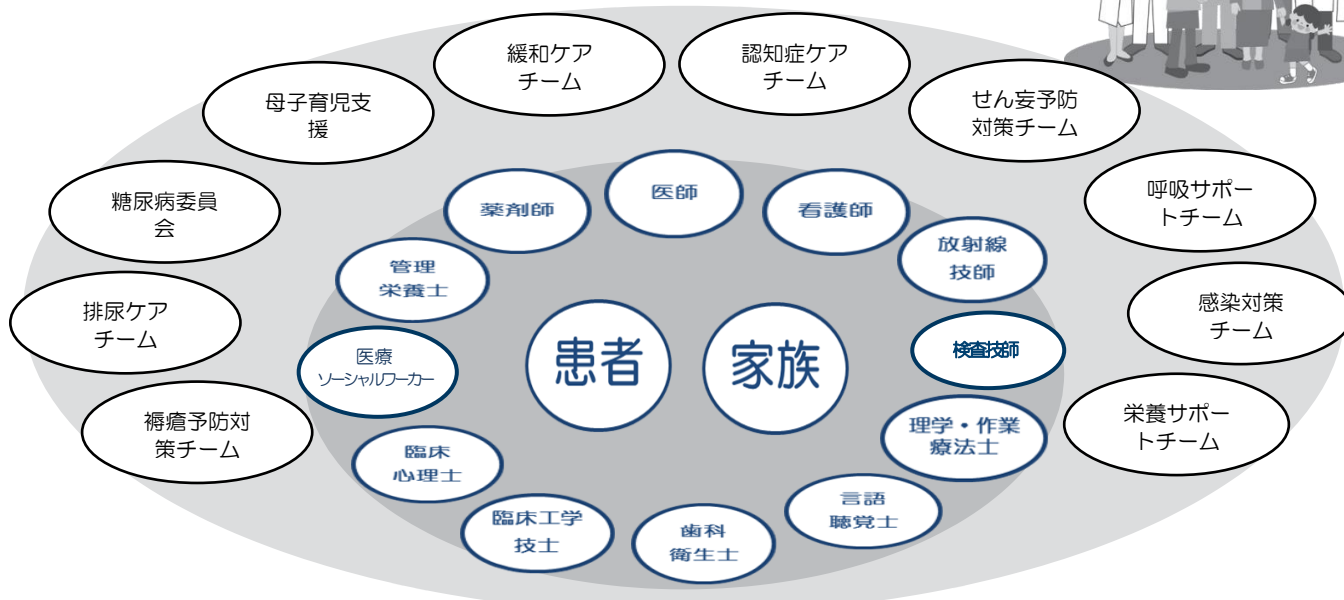 緩和ケア
チーム
認知症ケア
チーム
母子育児支
援
せん妄予防
対策チーム
糖尿病委員
会
呼吸サポー
トチーム
排尿ケア
チーム
感染対策
チーム
褥瘡予防対
策チーム
栄養サポー
トチーム
医師
薬剤師
看護師
管理
栄養士
放射線
技師
医療
ソーシャルワーカー
検査技師
患者
家族
臨床
心理士
理学・作業
療法士
臨床工学
技士
歯科
衛生士
言語
聴覚士